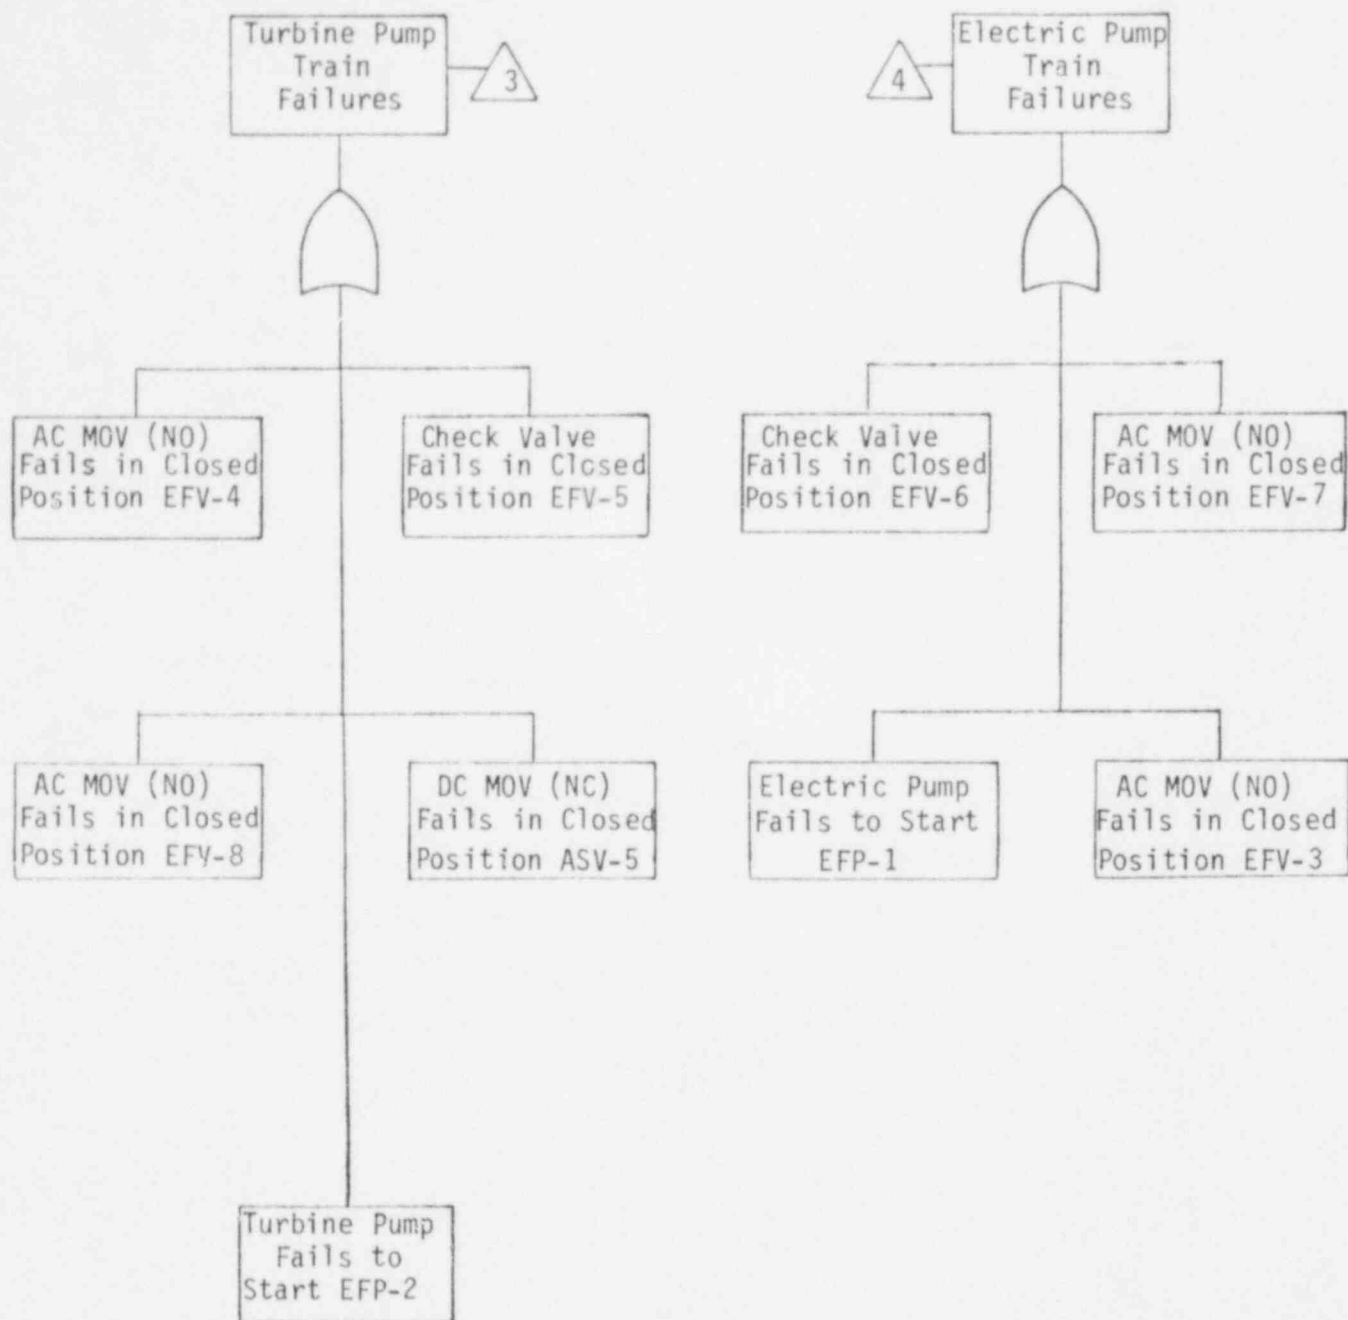 Turbine Pump
Train
Failures
3
4
Electric Pump
Train
Failures
AC MOV (NO)
Fails in Closed
Position EFV-4
Check Valve
Fails in Closed
Position EFV-5
Check Valve
Fails in Closed
Position EFV-6
AC MOV (NO)
Fails in Closed
Position EFV-7
AC MOV (NO)
Fails in Closed
Position EFV-8
DC MOV (NC)
Fails in Closed
Position ASV-5
Electric Pump
Fails to Start
EFP-1
AC MOV (NO)
Fails in Closed
Position EFV-3
Turbine Pump
Fails to
Start EFP-2